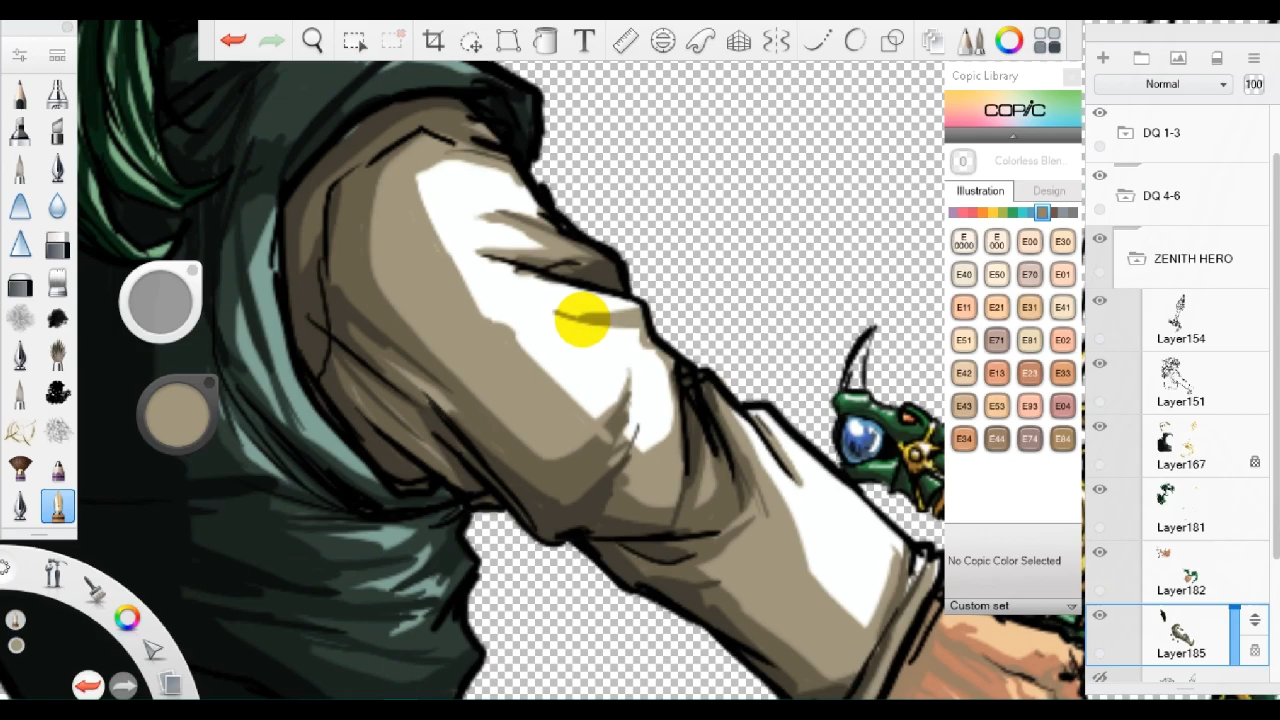 T
Copic Library
COPIC
0 Colorless Blen...
Illustration Design
E0000 E000 E00 E30
E40 E50 E70 E01
E11 E21 E31 E41
E51 E71 E81 E02
E42 E13 E23 E33
E43 E53 E93 E04
E34 E44 E74 E84
No Copic Color Selected
Custom set
Normal 100
DQ 1-3
DQ 4-6
ZENITH HERO
Layer154
Layer151
Layer167
Layer181
Layer182
Layer185